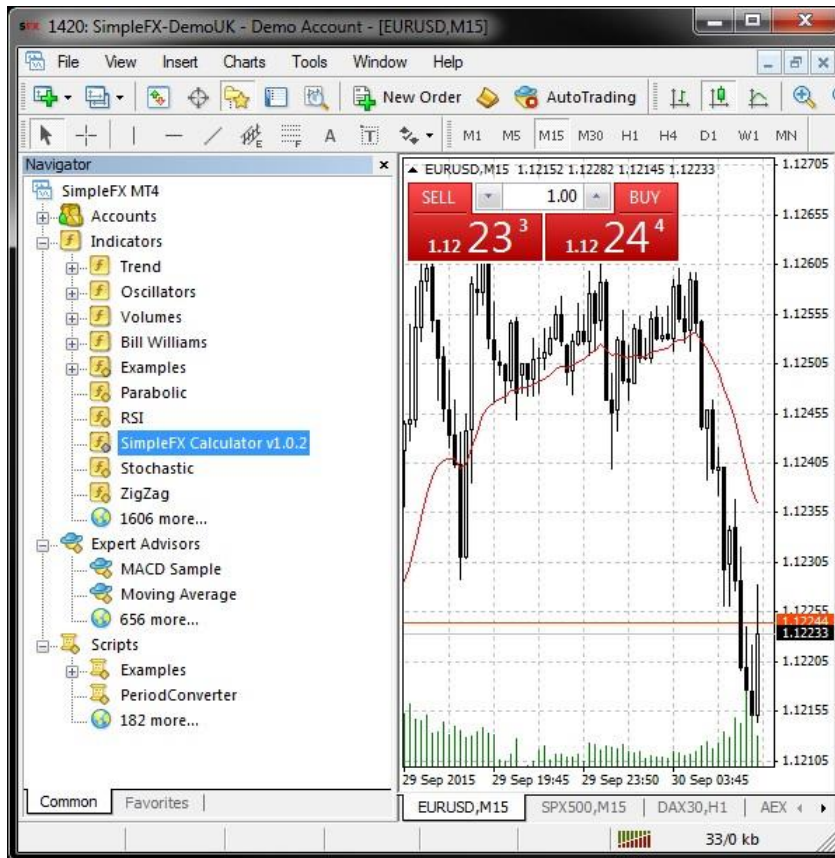 SFX 1420: SimpleFX-DemoUK - Demo Account - [EURUSD,M15]
File View Insert Charts Tools Window Help
New Order AutoTrading
E F A T M1 M5 M15 M30 H1 H4 D1 W1 MN
Navigator
SimpleFX MT4
Accounts
Indicators
Trend
Oscillators
Volumes
Bill Williams
Examples
Parabolic
RSI
SimpleFX Calculator v1.0.2
Stochastic
ZigZag
1606 more...
Expert Advisors
MACD Sample
Moving Average
656 more...
Scripts
Examples
PeriodConverter
182 more...
Common Favorites
EURUSD,M15 1.12152 1.12282 1.12145 1.12233
SELL 1.00 BUY
1.12 23 3 1.12 24 4
1.12705
1.12655
1.12605
1.12555
1.12505
1.12455
1.12405
1.12355
1.12305
1.12255
1.12244
1.12233
1.12205
1.12155
1.12105
29 Sep 2015 29 Sep 19:45 29 Sep 23:50 30 Sep 03:45
EURUSD,M15 SPX500,M15 DAX30,H1 AEX
33/0 kb